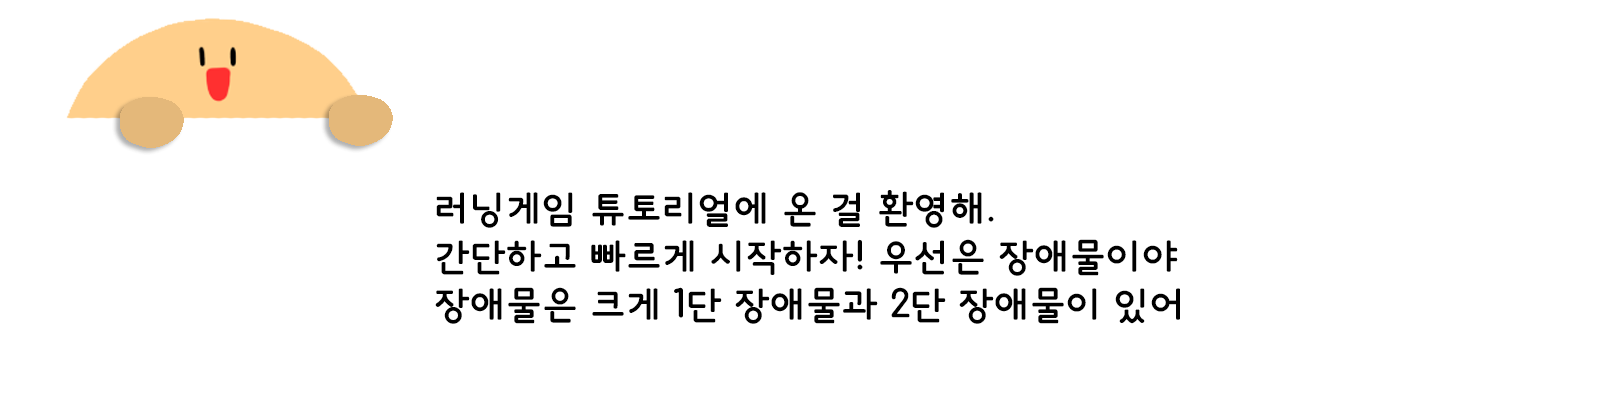 러닝게임 튜토리얼에 온 걸 환영해.
간단하고 빠르게 시작하자! 우선은 장애물이야
장애물은 크게 1단 장애물과 2단 장애물이 있어